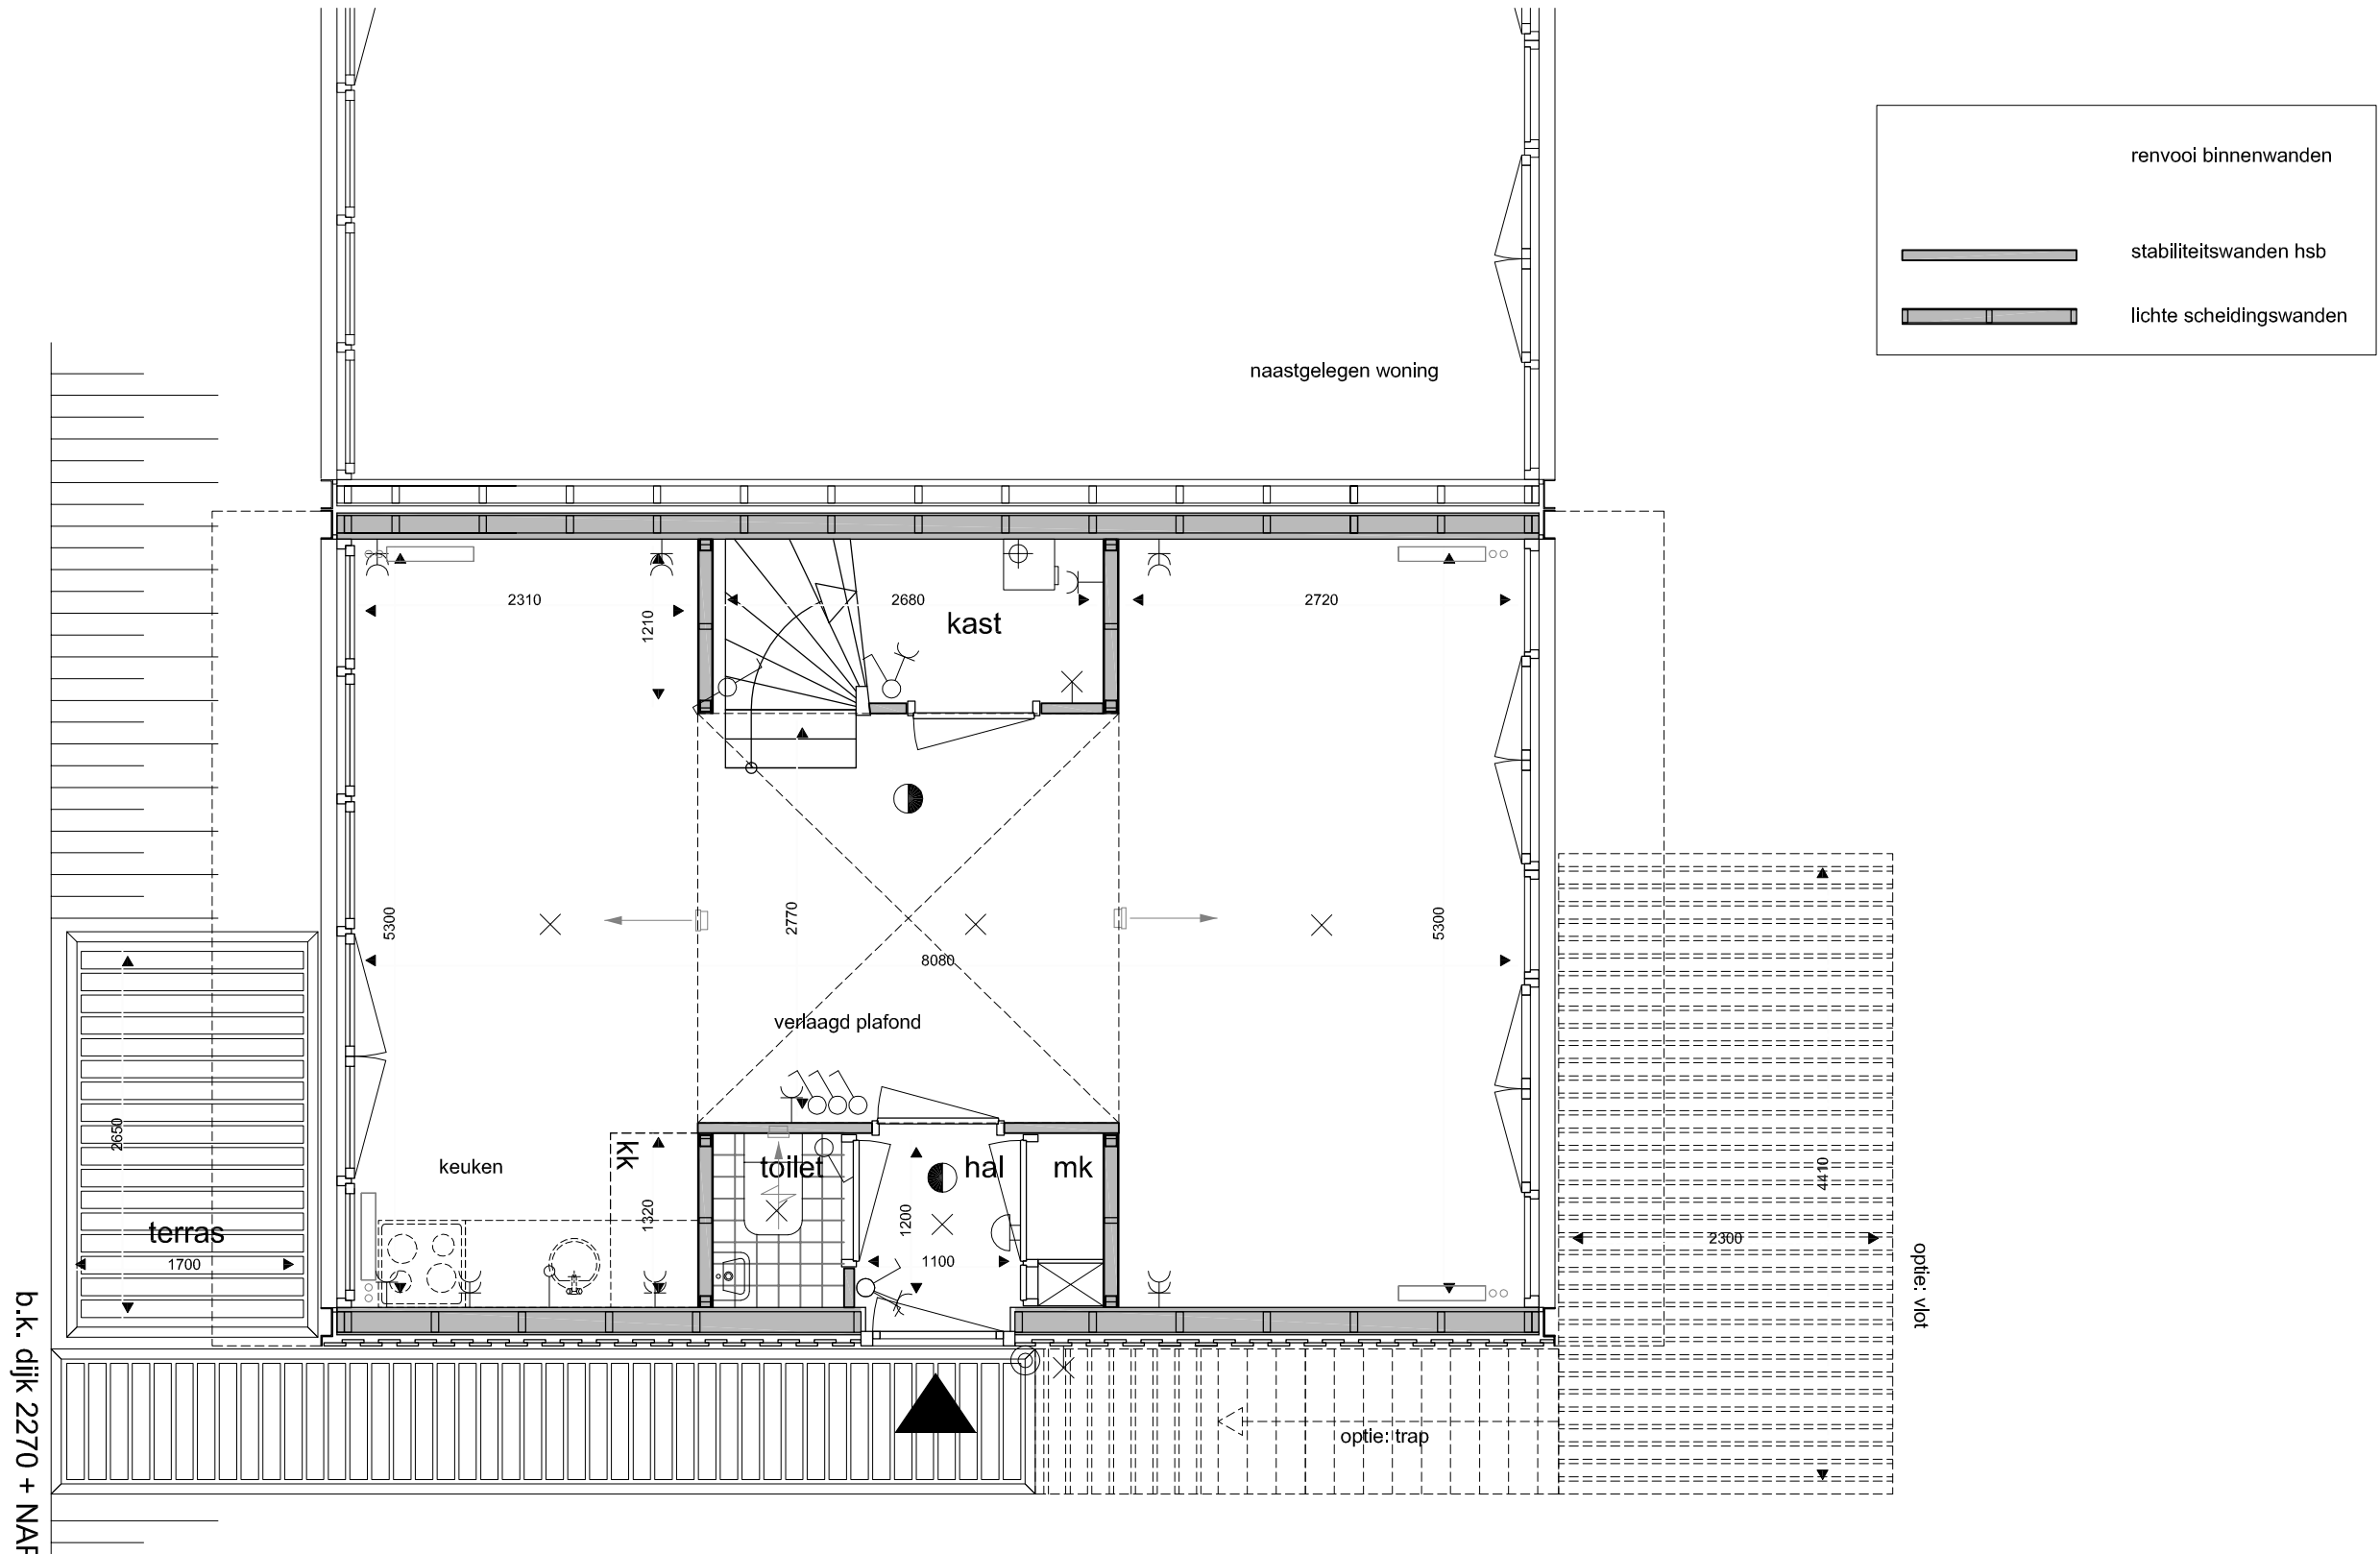 renvooi binnenwanden
stabiliteitswanden hsb
lichte scheidingswanden
naastgelegen woning
2310
1210
2680
kast
2720
5300
2770
5300
8080
verlaagd plafond
2650
keuken
kk
toilet
hal
mk
4410
1320
1200
terras
1700
1100
2300
optie: vlot
optie: trap
b.k. dijk 2270 + NAP